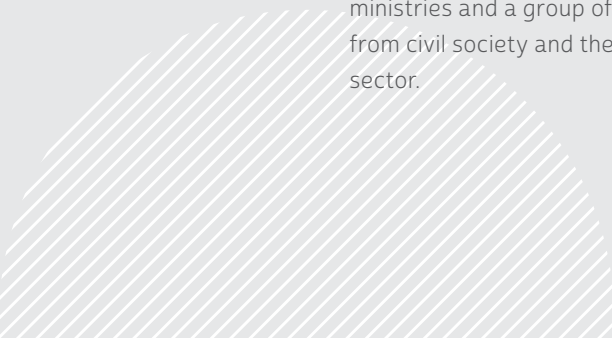 ministries and a group of
from civil society and the
sector.